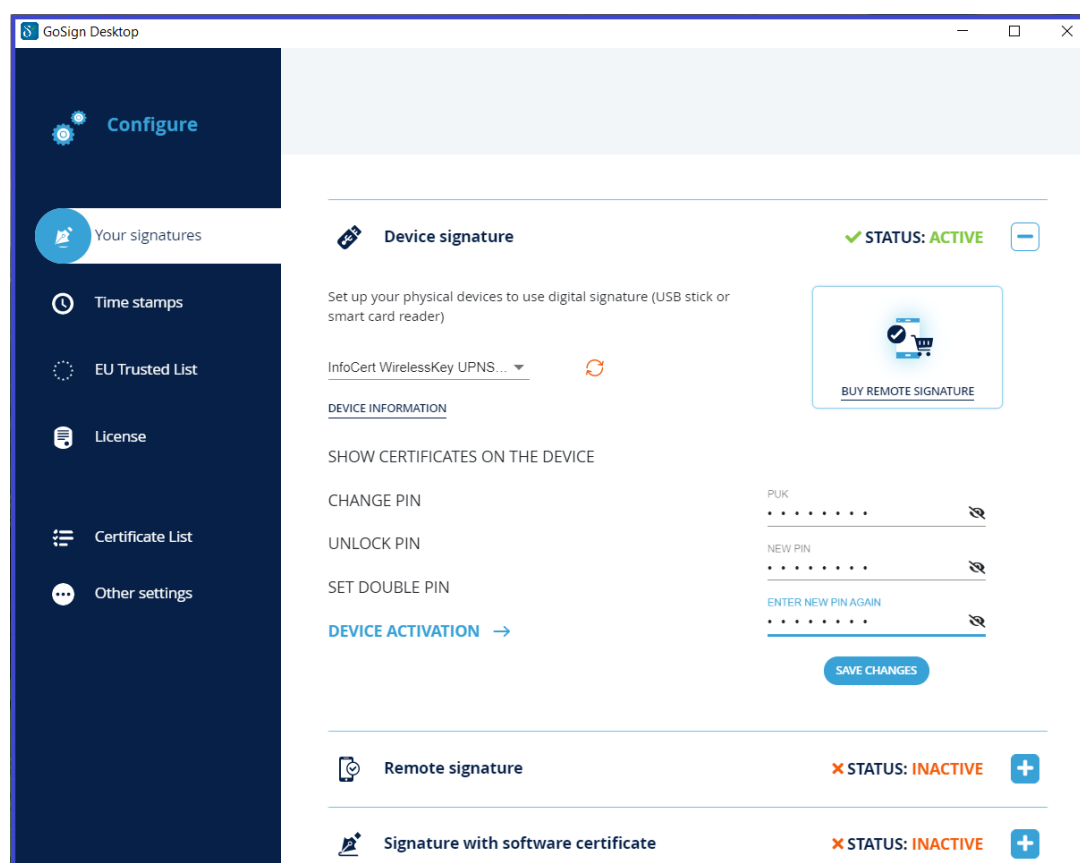 GoSign Desktop
Configure
Your signatures
Time stamps
EU Trusted List
License
Certificate List
Other settings
Device signature
STATUS: ACTIVE
Set up your physical devices to use digital signature (USB stick or
smart card reader)
InfoCert WirelessKey UPNS...
DEVICE INFORMATION
BUY REMOTE SIGNATURE
SHOW CERTIFICATES ON THE DEVICE
CHANGE PIN
UNLOCK PIN
SET DOUBLE PIN
DEVICE ACTIVATION →
PUK
NEW PIN
ENTER NEW PIN AGAIN
SAVE CHANGES
Remote signature
STATUS: INACTIVE
Signature with software certificate
STATUS: INACTIVE